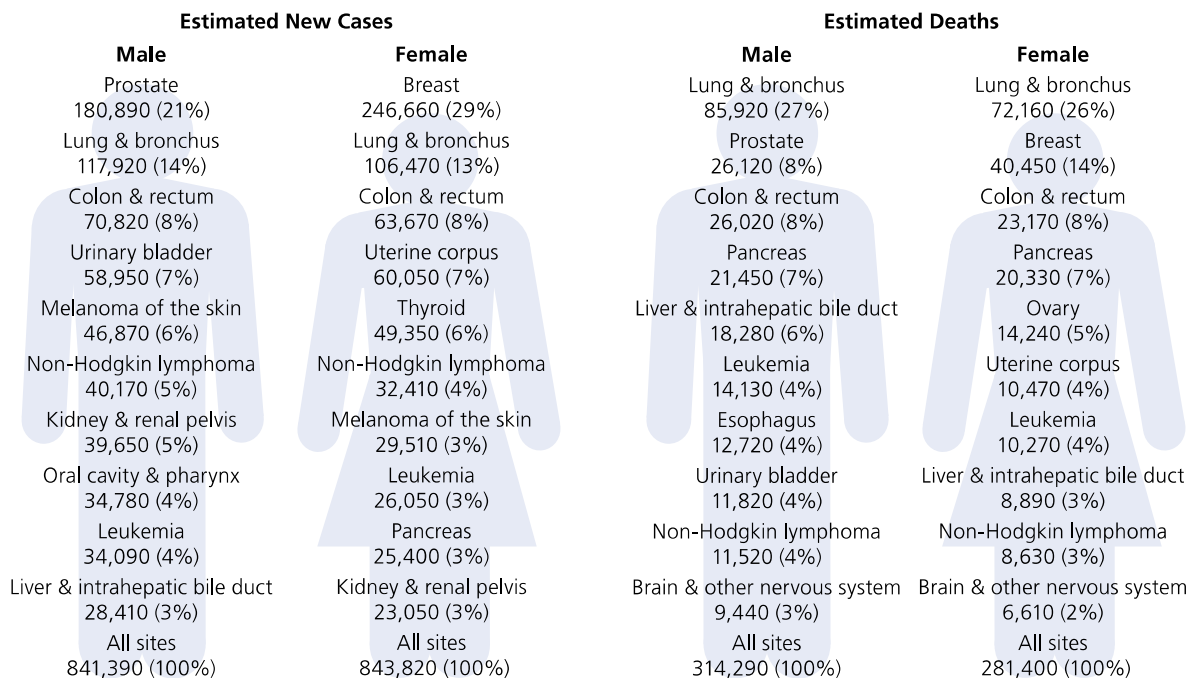 Estimated New Cases
Male
Prostate
180,890 (21%)
Lung & bronchus
117,920 (14%)
Colon & rectum
70,820 (8%)
Urinary bladder
58,950 (7%)
Melanoma of the skin
46,870 (6%)
Non-Hodgkin lymphoma
40,170 (5%)
Kidney & renal pelvis
39,650 (5%)
Oral cavity & pharynx
34,780 (4%)
Leukemia
34,090 (4%)
Liver & intrahepatic bile duct
28,410 (3%)
All sites
841,390 (100%)
Female
Breast
246,660 (29%)
Lung & bronchus
106,470 (13%)
Colon & rectum
63,670 (8%)
Uterine corpus
60,050 (7%)
Thyroid
49,350 (6%)
Non-Hodgkin lymphoma
32,410 (4%)
Melanoma of the skin
29,510 (3%)
Leukemia
26,050 (3%)
Pancreas
25,400 (3%)
Kidney & renal pelvis
23,050 (3%)
All sites
843,820 (100%)
Estimated Deaths
Male
Lung & bronchus
85,920 (27%)
Prostate
26,120 (8%)
Colon & rectum
26,020 (8%)
Pancreas
21,450 (7%)
Liver & intrahepatic bile duct
18,280 (6%)
Leukemia
14,130 (4%)
Esophagus
12,720 (4%)
Urinary bladder
11,820 (4%)
Non-Hodgkin lymphoma
11,520 (4%)
Brain & other nervous system
9,440 (3%)
All sites
314,290 (100%)
Female
Lung & bronchus
72,160 (26%)
Breast
40,450 (14%)
Colon & rectum
23,170 (8%)
Pancreas
20,330 (7%)
Ovary
14,240 (5%)
Uterine corpus
10,470 (4%)
Leukemia
10,270 (4%)
Liver & intrahepatic bile duct
8,890 (3%)
Non-Hodgkin lymphoma
8,630 (3%)
Brain & other nervous system
6,610 (2%)
All sites
281,400 (100%)